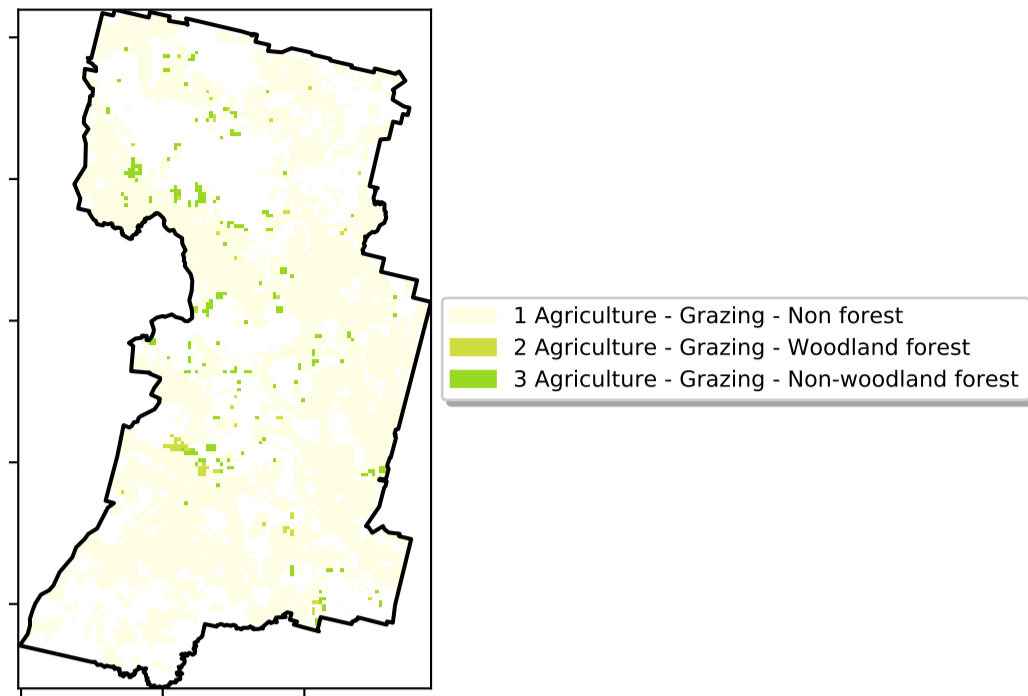 1 Agriculture - Grazing - Non forest
2 Agriculture - Grazing - Woodland forest
3 Agriculture - Grazing - Non-woodland forest